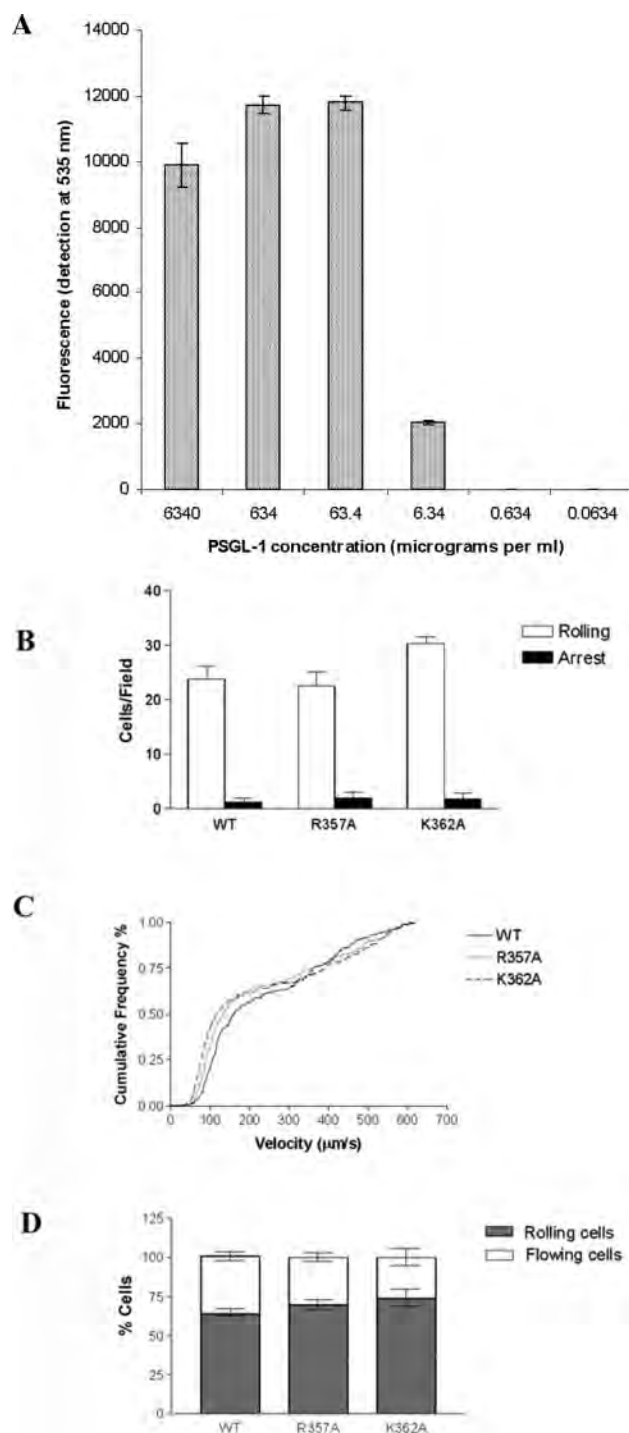 A
14000
12000
10000
8000
6000
4000
2000
0
Fluorescence (detection at 535 nm)
6340 634 63.4 6.34 0.634 0.0634
PSGL-1 concentration (micrograms per ml)
B
40
30
20
10
0
Cells/Field
WT R357A K362A
Rolling
Arrest
C
1.00
0.75
0.50
0.25
0.00
Cumulative Frequency %
0 100 200 300 400 500 600 700
Velocity (μm/s)
WT
R357A
K362A
D
125
100
75
50
25
0
% Cells
WT R357A K362A
Rolling cells
Flowing cells